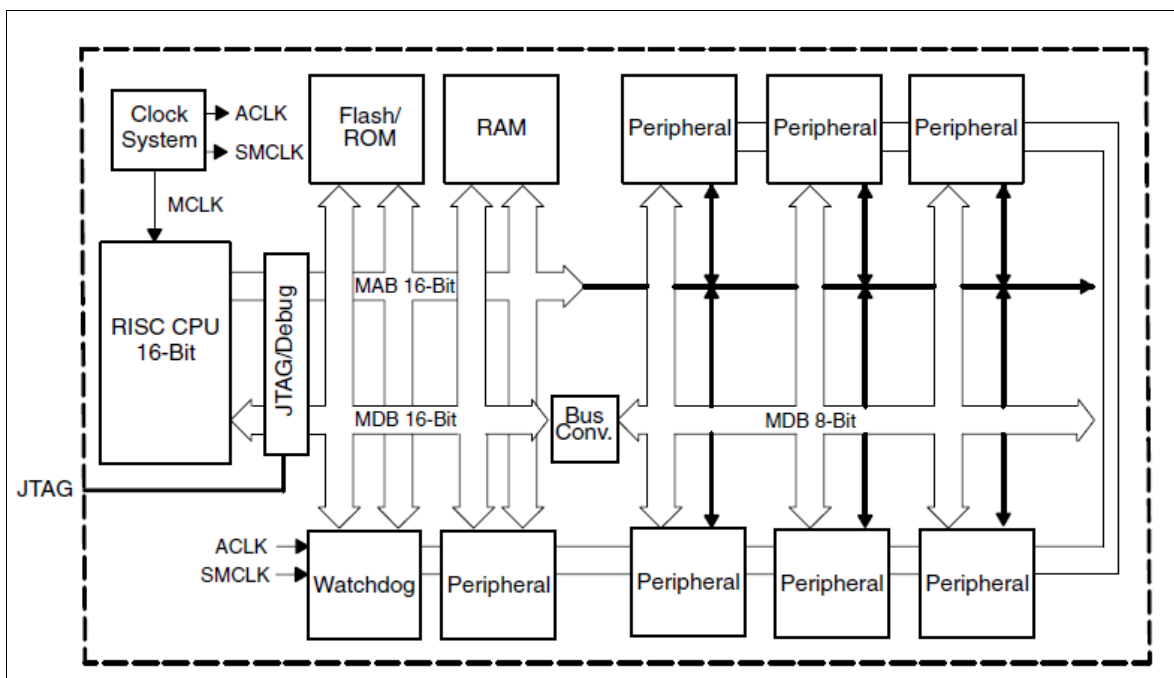 Clock
System
ACLK
SMCLK
MCLK
Flash/
ROM
RAM
Peripheral
Peripheral
Peripheral
RISC CPU
16-Bit
JTAG/Debug
MAB 16-Bit
MDB 16-Bit
Bus
Conv.
MDB 8-Bit
JTAG
ACLK
SMCLK
Watchdog
Peripheral
Peripheral
Peripheral
Peripheral